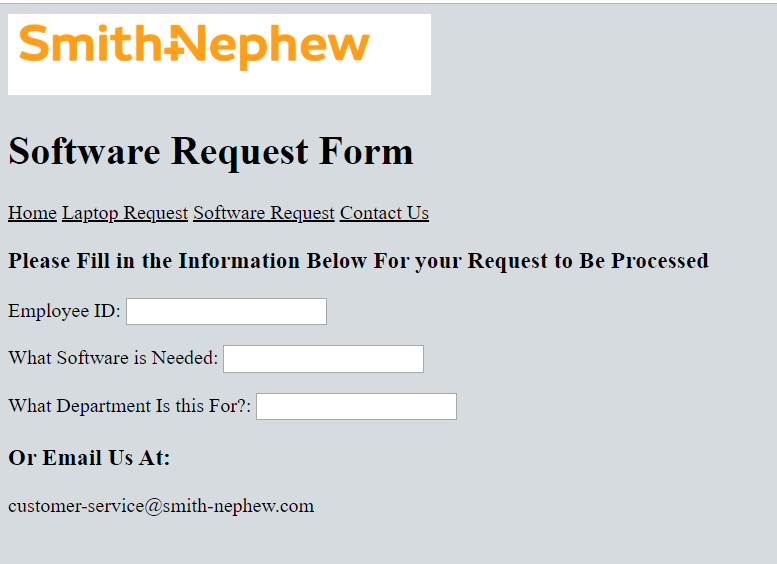 Smith+Nephew
Software Request Form
Home Laptop Request Software Request Contact Us
Please Fill in the Information Below For your Request to Be Processed
Employee ID:
What Software is Needed:
What Department Is this For?:
Or Email Us At:
customer-service@smith-nephew.com